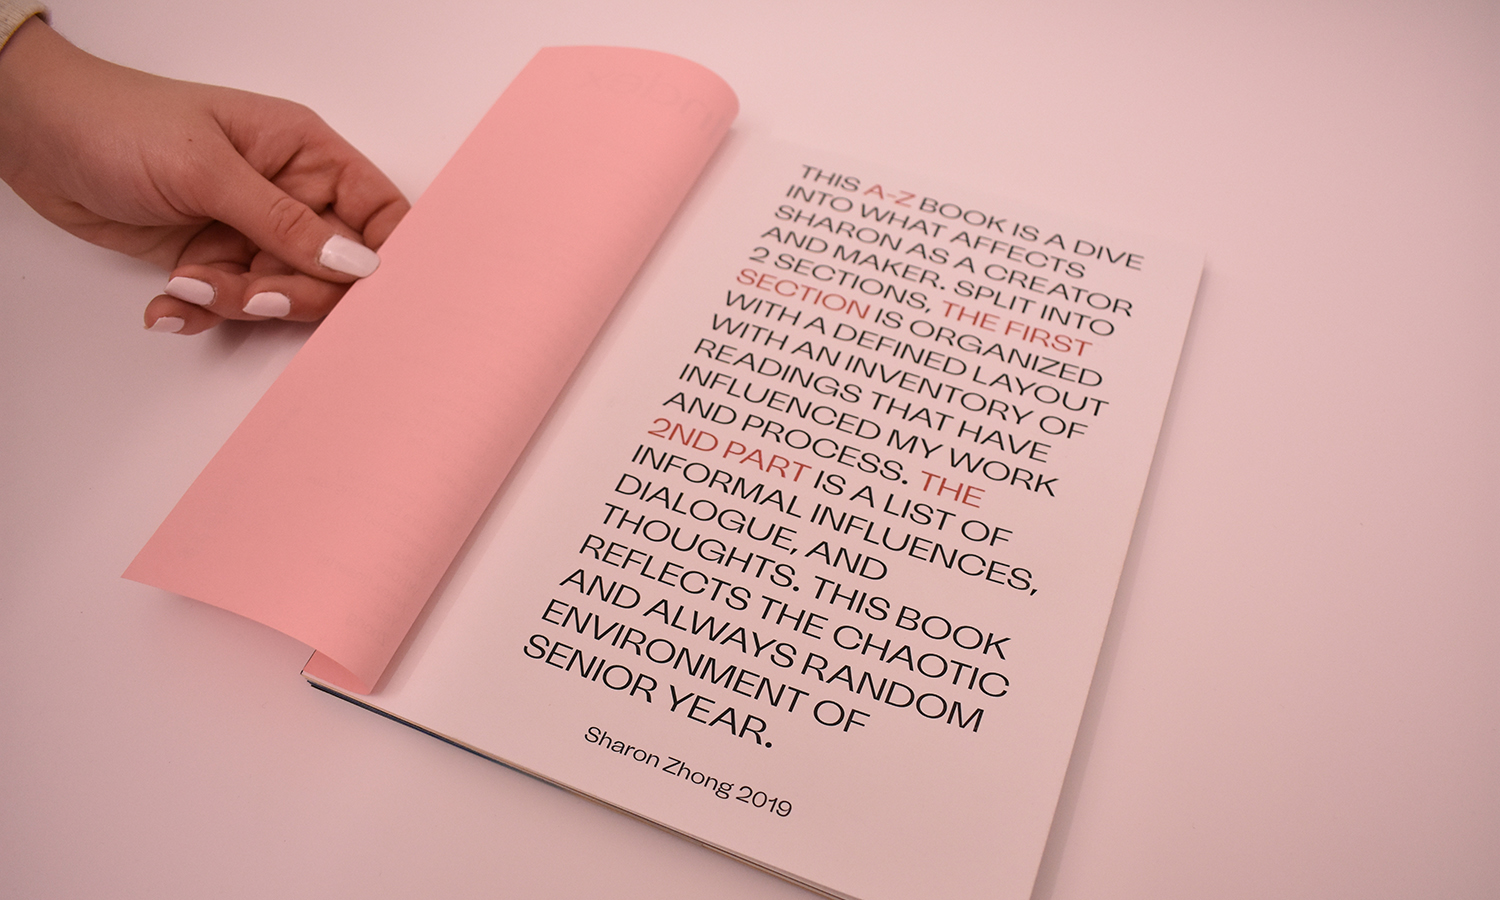 THIS A-Z BOOK IS A DIVE
INTO WHAT AFFECTS
SHARON AS A CREATOR
AND MAKER. SPLIT INTO
2 SECTIONS, THE FIRST
SECTION IS ORGANIZED
WITH A DEFINED LAYOUT
WITH AN INVENTORY OF
READINGS THAT HAVE
INFLUENCED MY WORK
AND PROCESS. THE
2ND PART IS A LIST OF
INFORMAL INFLUENCES,
DIALOGUE, AND
THOUGHTS. THIS BOOK
REFLECTS THE CHAOTIC
AND ALWAYS RANDOM
ENVIRONMENT OF
SENIOR YEAR.
Sharon Zhong 2019